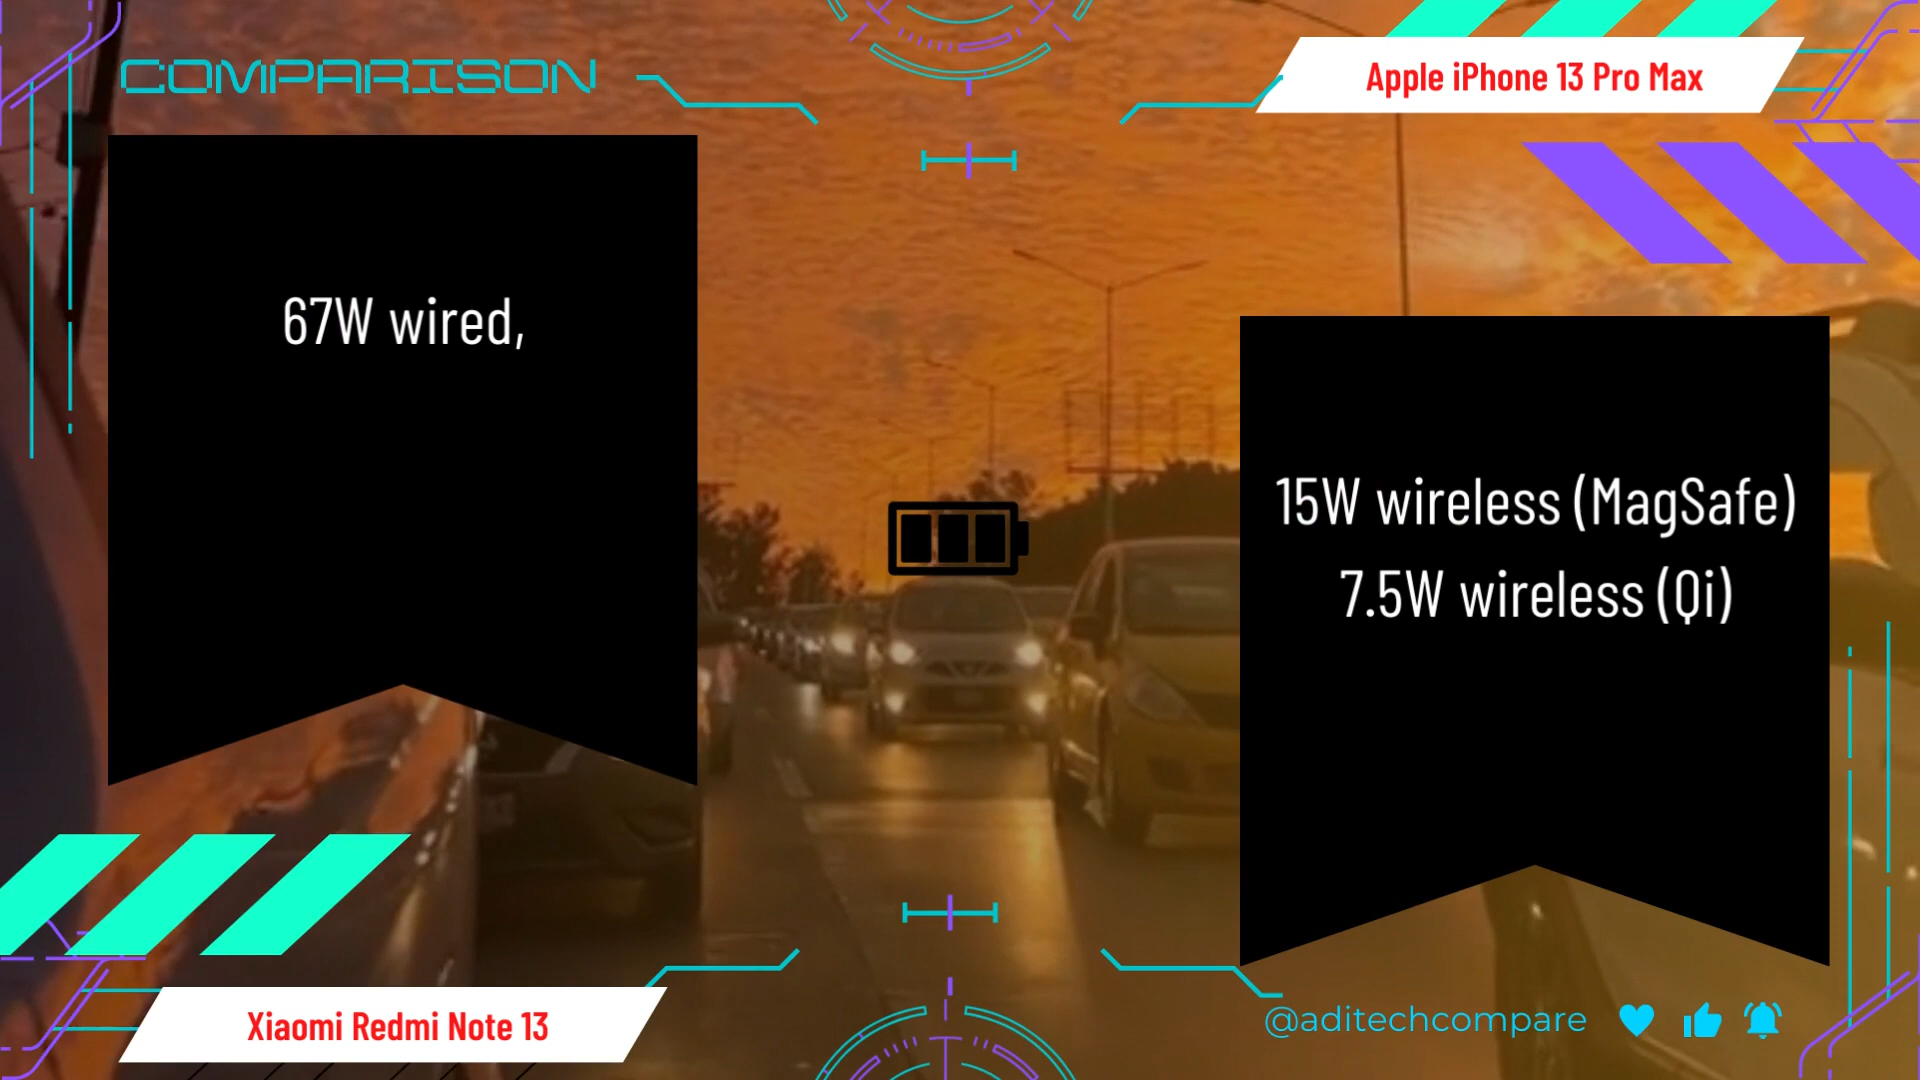 COMPARISON
Apple iPhone 13 Pro Max
67W wired,
15W wireless (MagSafe)
7.5W wireless (Qi)
Xiaomi Redmi Note 13
@aditechcompare